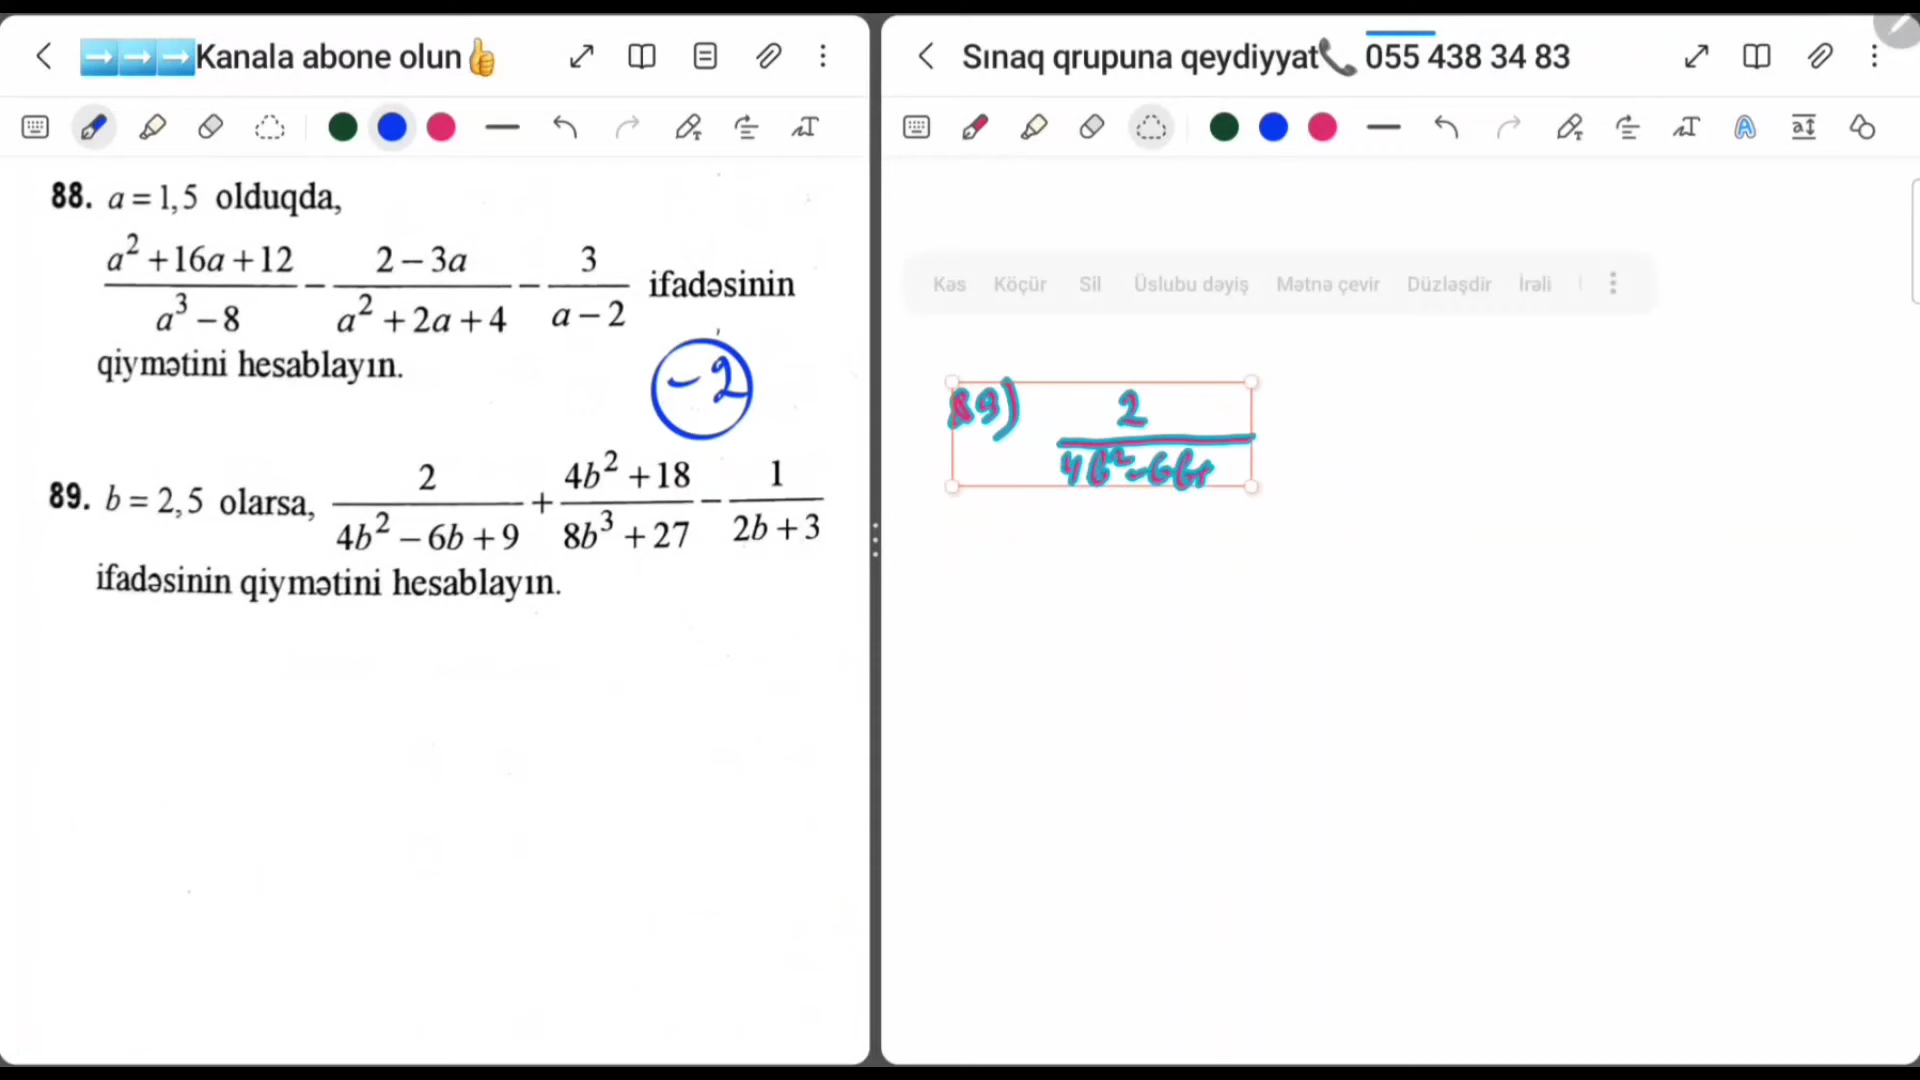 ➡️➡️➡️Kanala abone olun👍
Sınaq qrupuna qeydiyyat📞 055 438 34 83
88. a = 1,5 olduqda,
(a² + 16a + 12)/(a³ − 8) − (2 − 3a)/(a² + 2a + 4) − 3/(a − 2) ifadəsinin
qiymətini hesablayın.
−2
89. b = 2,5 olarsa, 2/(4b² − 6b + 9) + (4b² + 18)/(8b³ + 27) − 1/(2b + 3)
ifadəsinin qiymətini hesablayın.
Kəs Köçür Sil Üslubu dəyiş Mətnə çevir Düzləşdir İrəli
89) 2/(4b² − 6b+